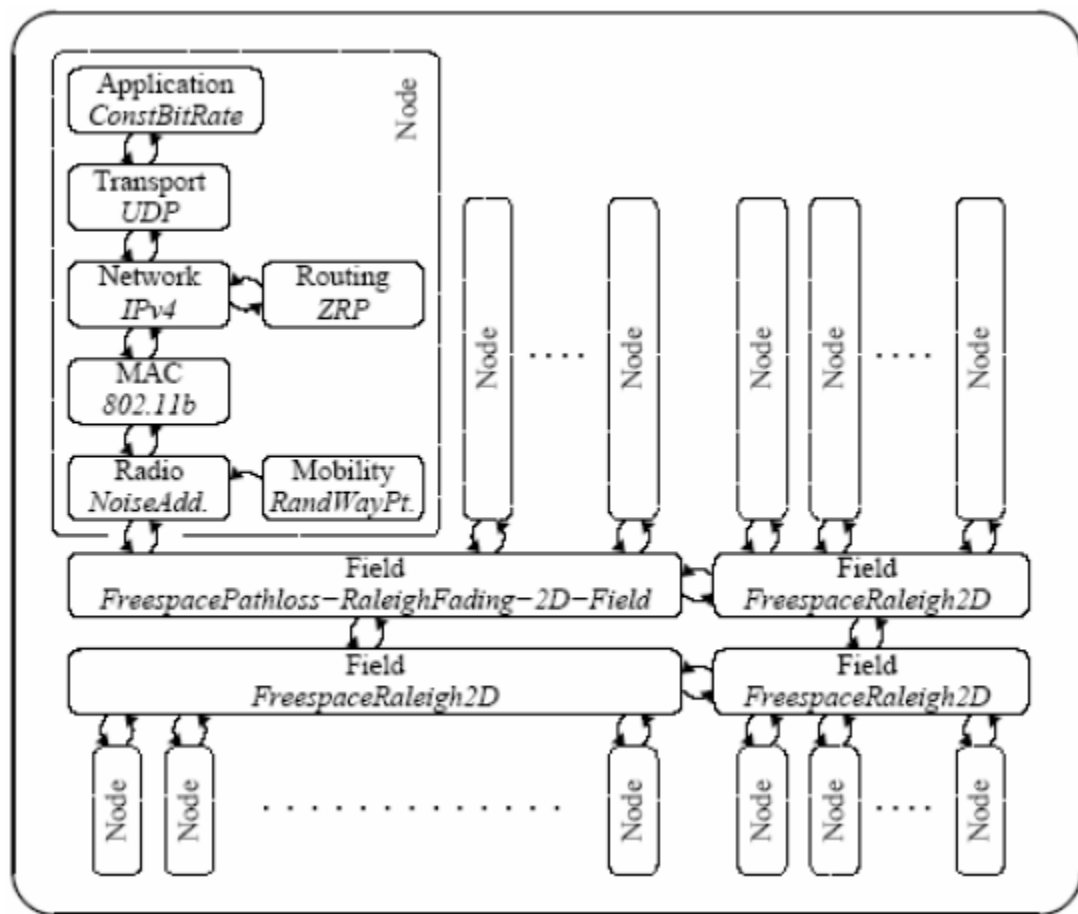 Application
ConstBitRate
Node
Transport
UDP
Network
IPv4
Routing
ZRP
MAC
802.11b
Radio
NoiseAdd.
Mobility
RandWayPt.
Node
....
Node
Node
Node
....
Node
Field
FreespacePathloss-RaleighFading-2D-Field
Field
FreespaceRaleigh2D
Field
FreespaceRaleigh2D
Field
FreespaceRaleigh2D
Node
Node
..............
Node
Node
Node
....
Node